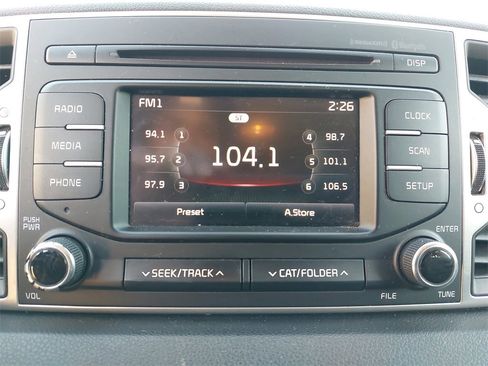 SiriusXM Bluetooth
DISP
RADIO
MEDIA
PHONE
FM1
2:26
ST
94.1 1
95.7 2
97.9 3
104.1
4 98.7
5 101.1
6 106.5
Preset
A.Store
CLOCK
SCAN
SETUP
PUSH
PWR
VOL
SEEK/TRACK
CAT/FOLDER
ENTER
FILE
TUNE